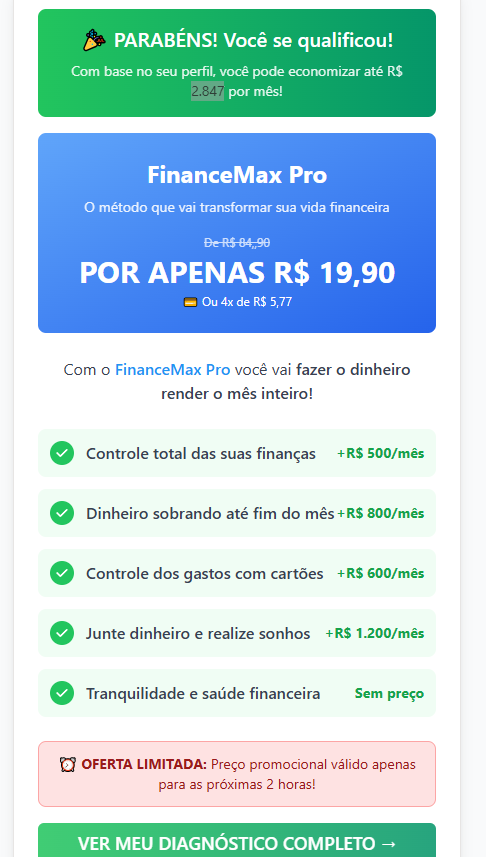 🎉 PARABÉNS! Você se qualificou!
Com base no seu perfil, você pode economizar até R$
2.847 por mês!
FinanceMax Pro
O método que vai transformar sua vida financeira
De R$ 84,,90
POR APENAS R$ 19,90
💳 Ou 4x de R$ 5,77
Com o FinanceMax Pro você vai fazer o dinheiro
render o mês inteiro!
Controle total das suas finanças +R$ 500/mês
Dinheiro sobrando até fim do mês +R$ 800/mês
Controle dos gastos com cartões +R$ 600/mês
Junte dinheiro e realize sonhos +R$ 1.200/mês
Tranquilidade e saúde financeira Sem preço
⏰ OFERTA LIMITADA: Preço promocional válido apenas
para as próximas 2 horas!
VER MEU DIAGNÓSTICO COMPLETO →